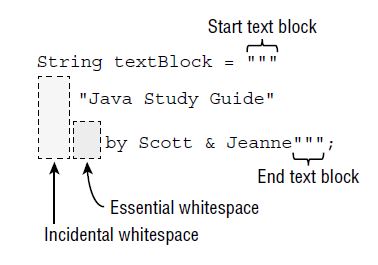 Start text block
String textBlock = """
"Java Study Guide"
by Scott & Jeanne""";
End text block
Essential whitespace
Incidental whitespace